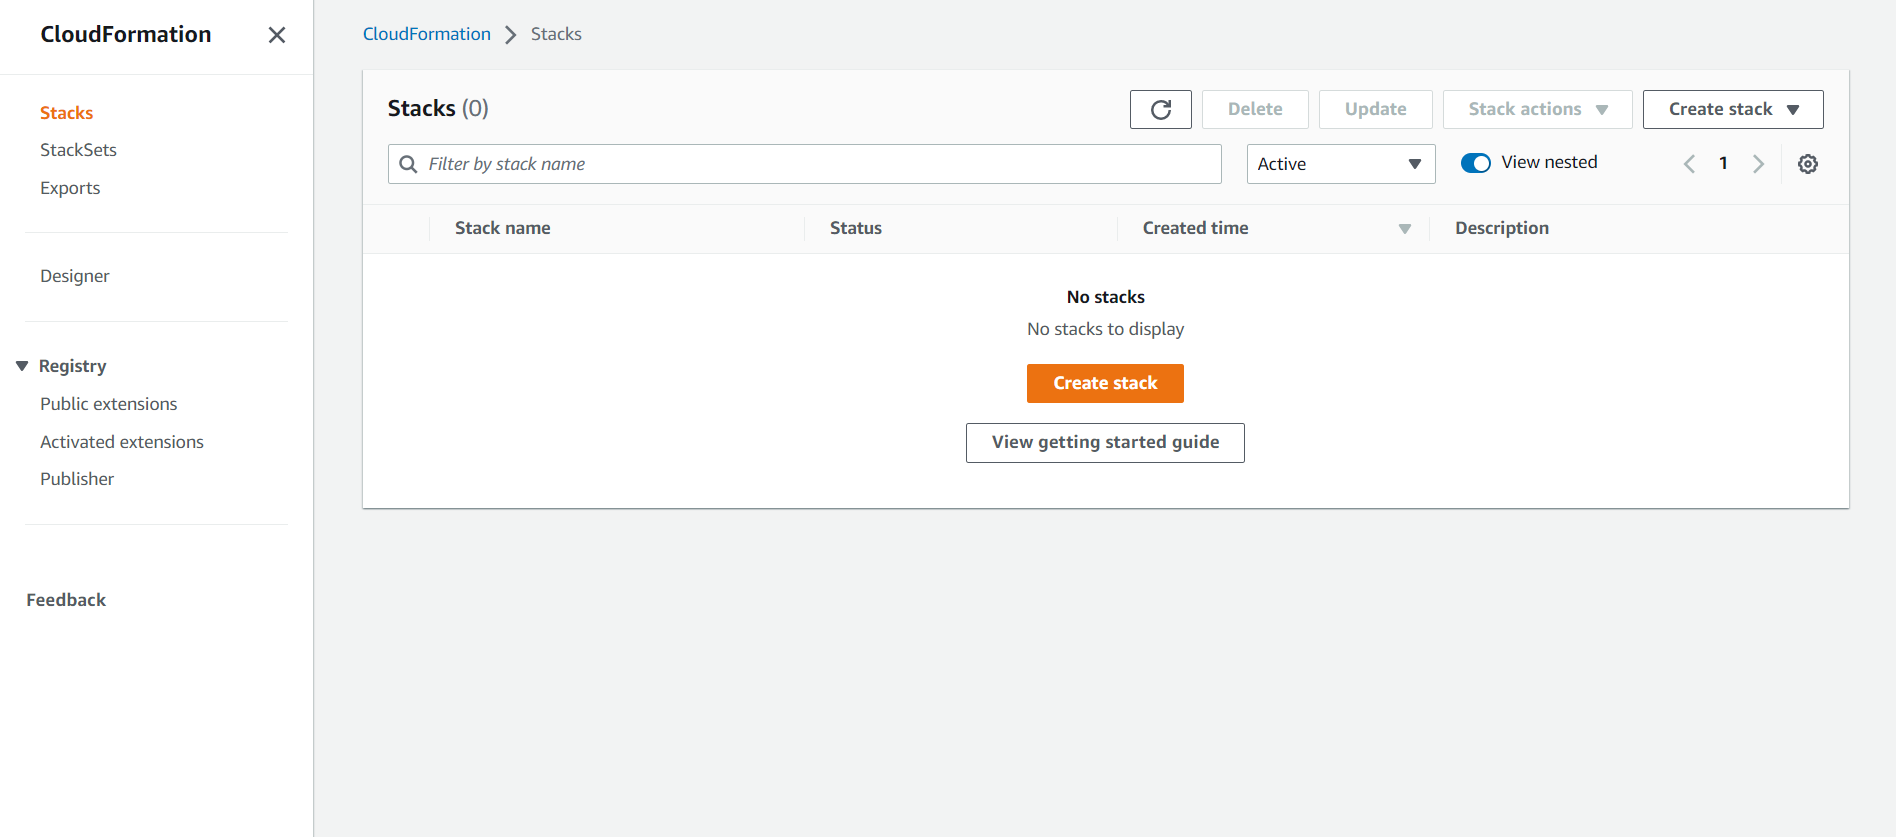 CloudFormation
Stacks
StackSets
Exports
Designer
Registry
Public extensions
Activated extensions
Publisher
Feedback
CloudFormation Stacks
Stacks (0)
Delete Update Stack actions Create stack
Filter by stack name Active View nested 1
Stack name Status Created time Description
No stacks
No stacks to display
Create stack
View getting started guide